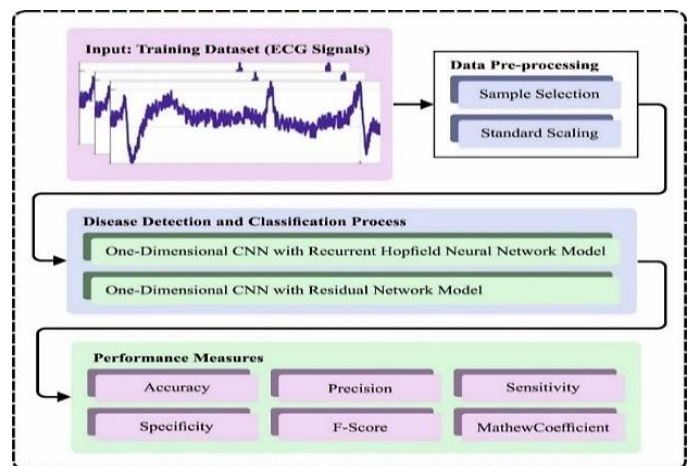 Input: Training Dataset (ECG Signals)
Data Pre-processing
Sample Selection
Standard Scaling
Disease Detection and Classification Process
One-Dimensional CNN with Recurrent Hopfield Neural Network Model
One-Dimensional CNN with Residual Network Model
Performance Measures
Accuracy
Precision
Sensitivity
Specificity
F-Score
MathewCoefficient